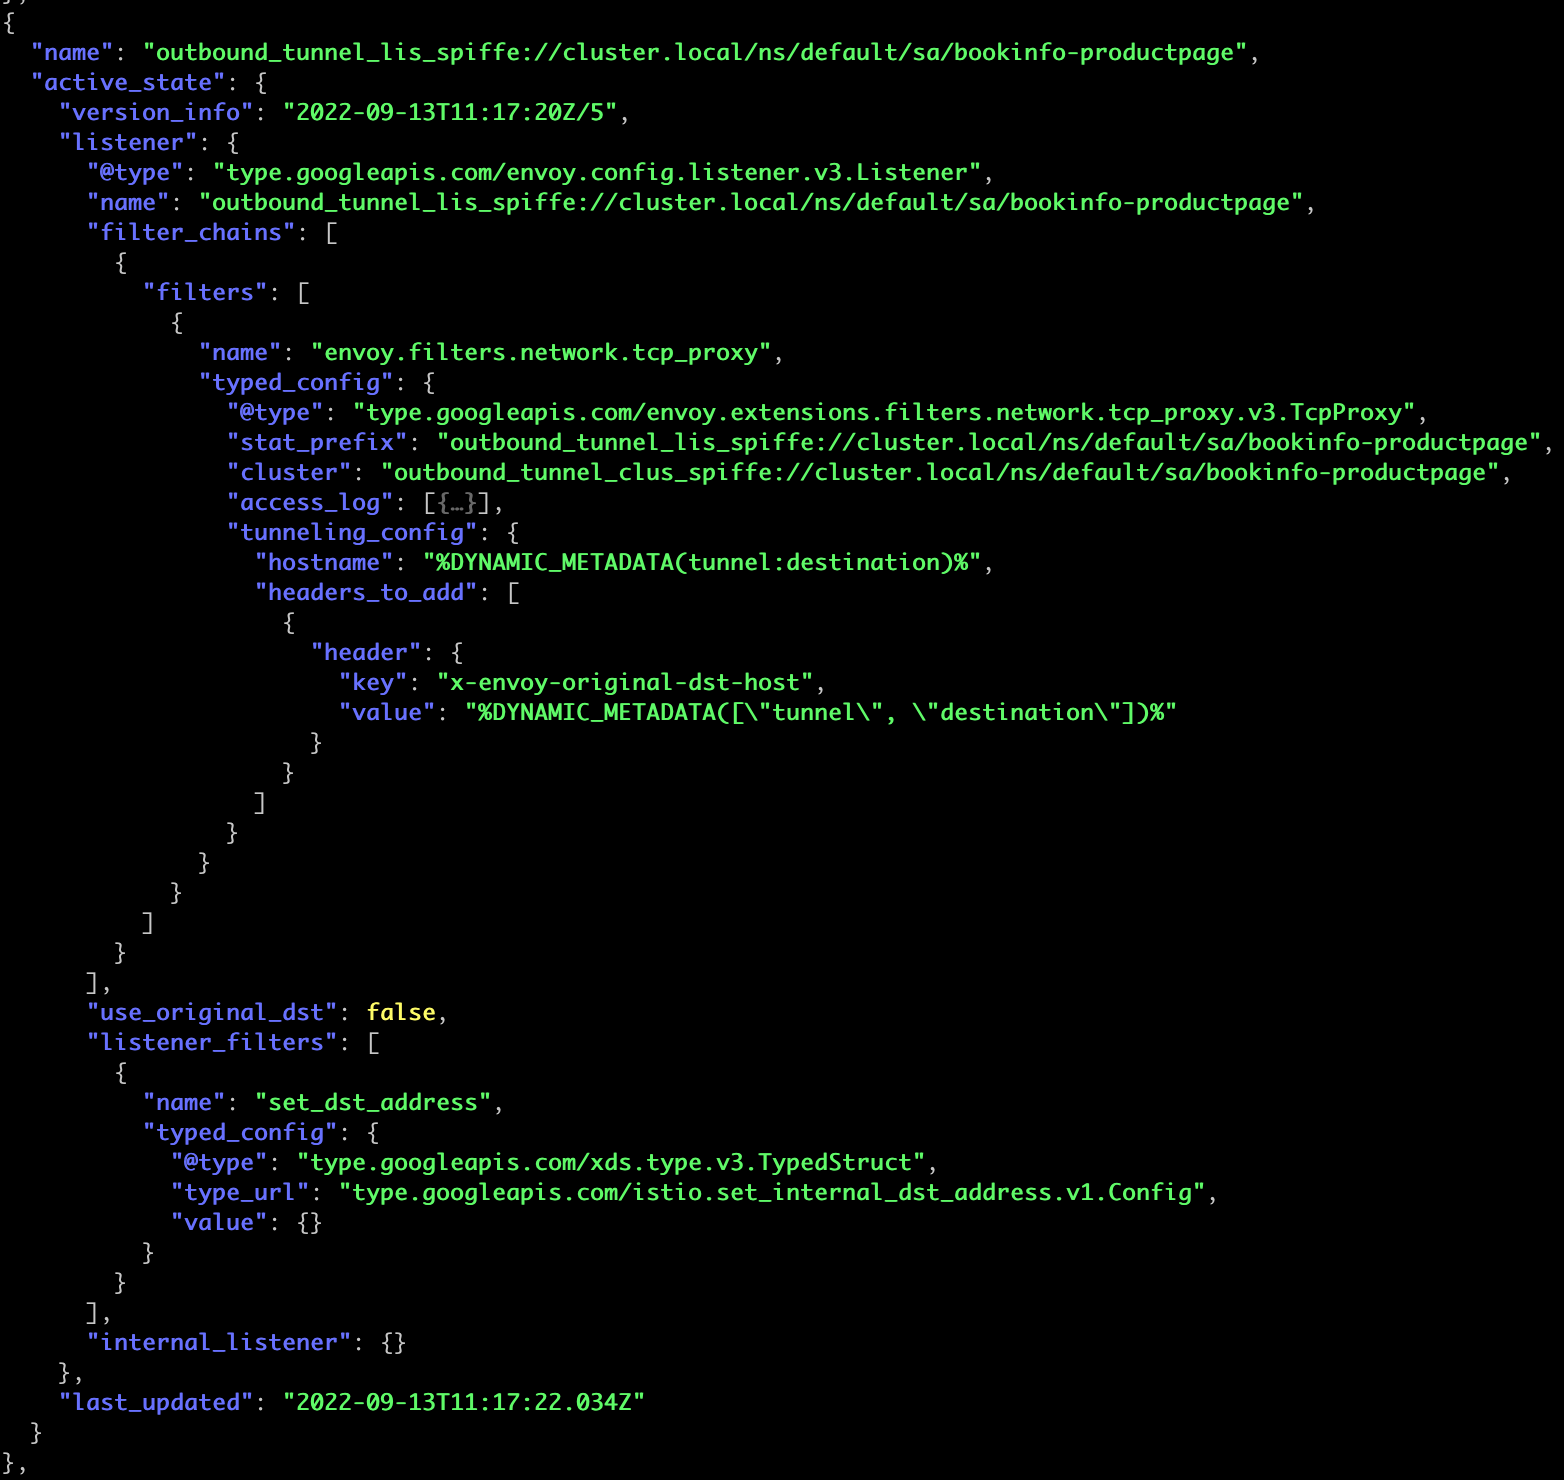 },
{
  "name": "outbound_tunnel_lis_spiffe://cluster.local/ns/default/sa/bookinfo-productpage",
  "active_state": {
    "version_info": "2022-09-13T11:17:20Z/5",
    "listener": {
      "@type": "type.googleapis.com/envoy.config.listener.v3.Listener",
      "name": "outbound_tunnel_lis_spiffe://cluster.local/ns/default/sa/bookinfo-productpage",
      "filter_chains": [
        {
          "filters": [
            {
              "name": "envoy.filters.network.tcp_proxy",
              "typed_config": {
                "@type": "type.googleapis.com/envoy.extensions.filters.network.tcp_proxy.v3.TcpProxy",
                "stat_prefix": "outbound_tunnel_lis_spiffe://cluster.local/ns/default/sa/bookinfo-productpage",
                "cluster": "outbound_tunnel_clus_spiffe://cluster.local/ns/default/sa/bookinfo-productpage",
                "access_log": [{…}],
                "tunneling_config": {
                  "hostname": "%DYNAMIC_METADATA(tunnel:destination)%",
                  "headers_to_add": [
                    {
                      "header": {
                        "key": "x-envoy-original-dst-host",
                        "value": "%DYNAMIC_METADATA([\"tunnel\", \"destination\"])%"
                      }
                    }
                  ]
                }
              }
            }
          ]
        }
      ],
      "use_original_dst": false,
      "listener_filters": [
        {
          "name": "set_dst_address",
          "typed_config": {
            "@type": "type.googleapis.com/xds.type.v3.TypedStruct",
            "type_url": "type.googleapis.com/istio.set_internal_dst_address.v1.Config",
            "value": {}
          }
        }
      ],
      "internal_listener": {}
    },
    "last_updated": "2022-09-13T11:17:22.034Z"
  }
},